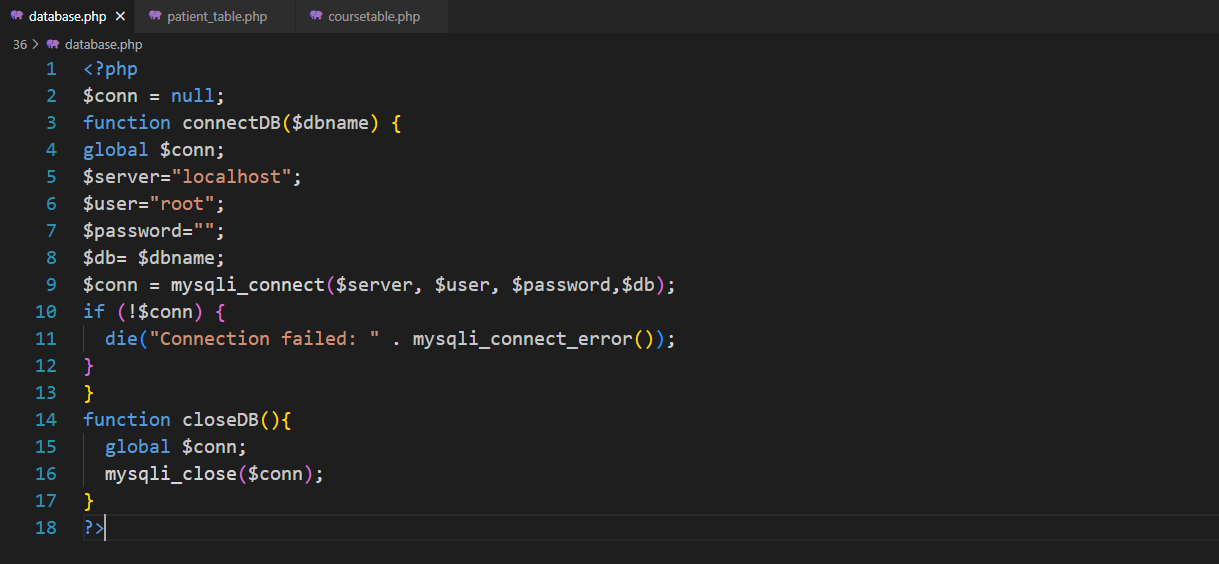 database.php × patient_table.php coursetable.php
36 > database.php
1 <?php
2 $conn = null;
3 function connectDB($dbname) {
4 global $conn;
5 $server="localhost";
6 $user="root";
7 $password="";
8 $db= $dbname;
9 $conn = mysqli_connect($server, $user, $password,$db);
10 if (!$conn) {
11   die("Connection failed: " . mysqli_connect_error());
12 }
13 }
14 function closeDB(){
15   global $conn;
16   mysqli_close($conn);
17 }
18 ?>